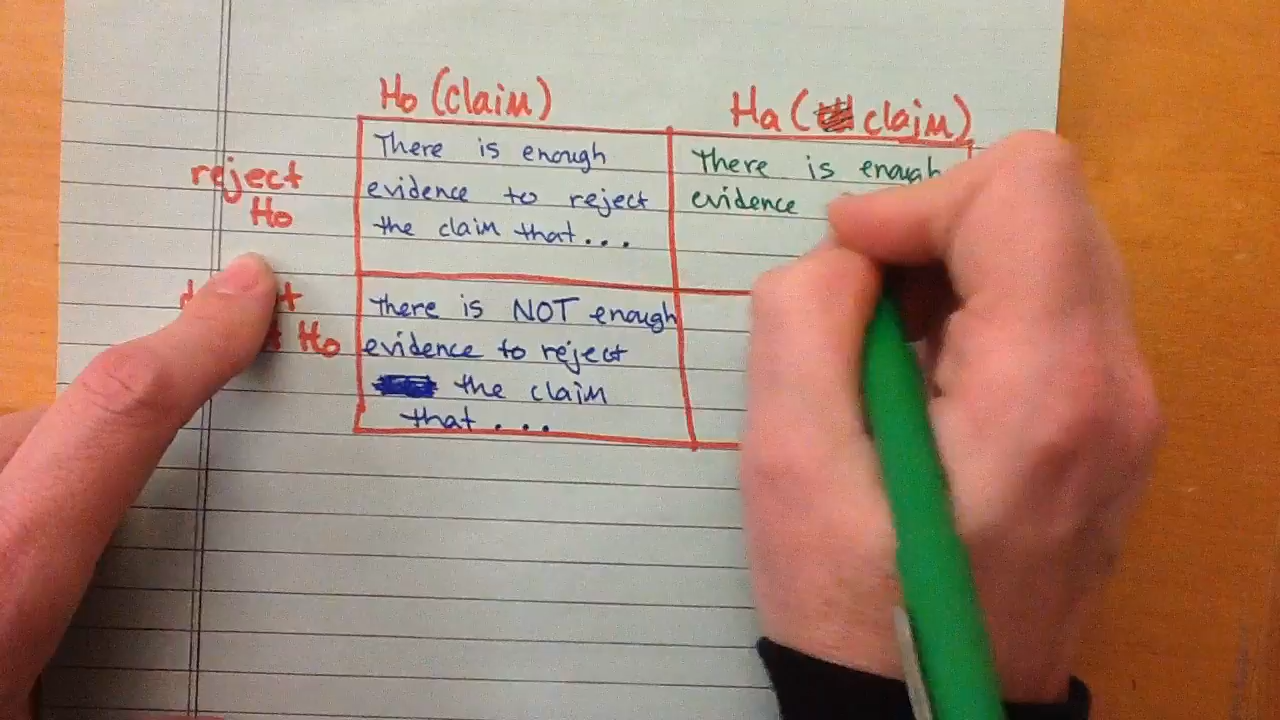 Ho (claim)
Ha ( claim)
reject
Ho
There is enough
evidence to reject
the claim that...
There is enough
evidence
Ho
There is NOT enough
evidence to reject
the claim
that...